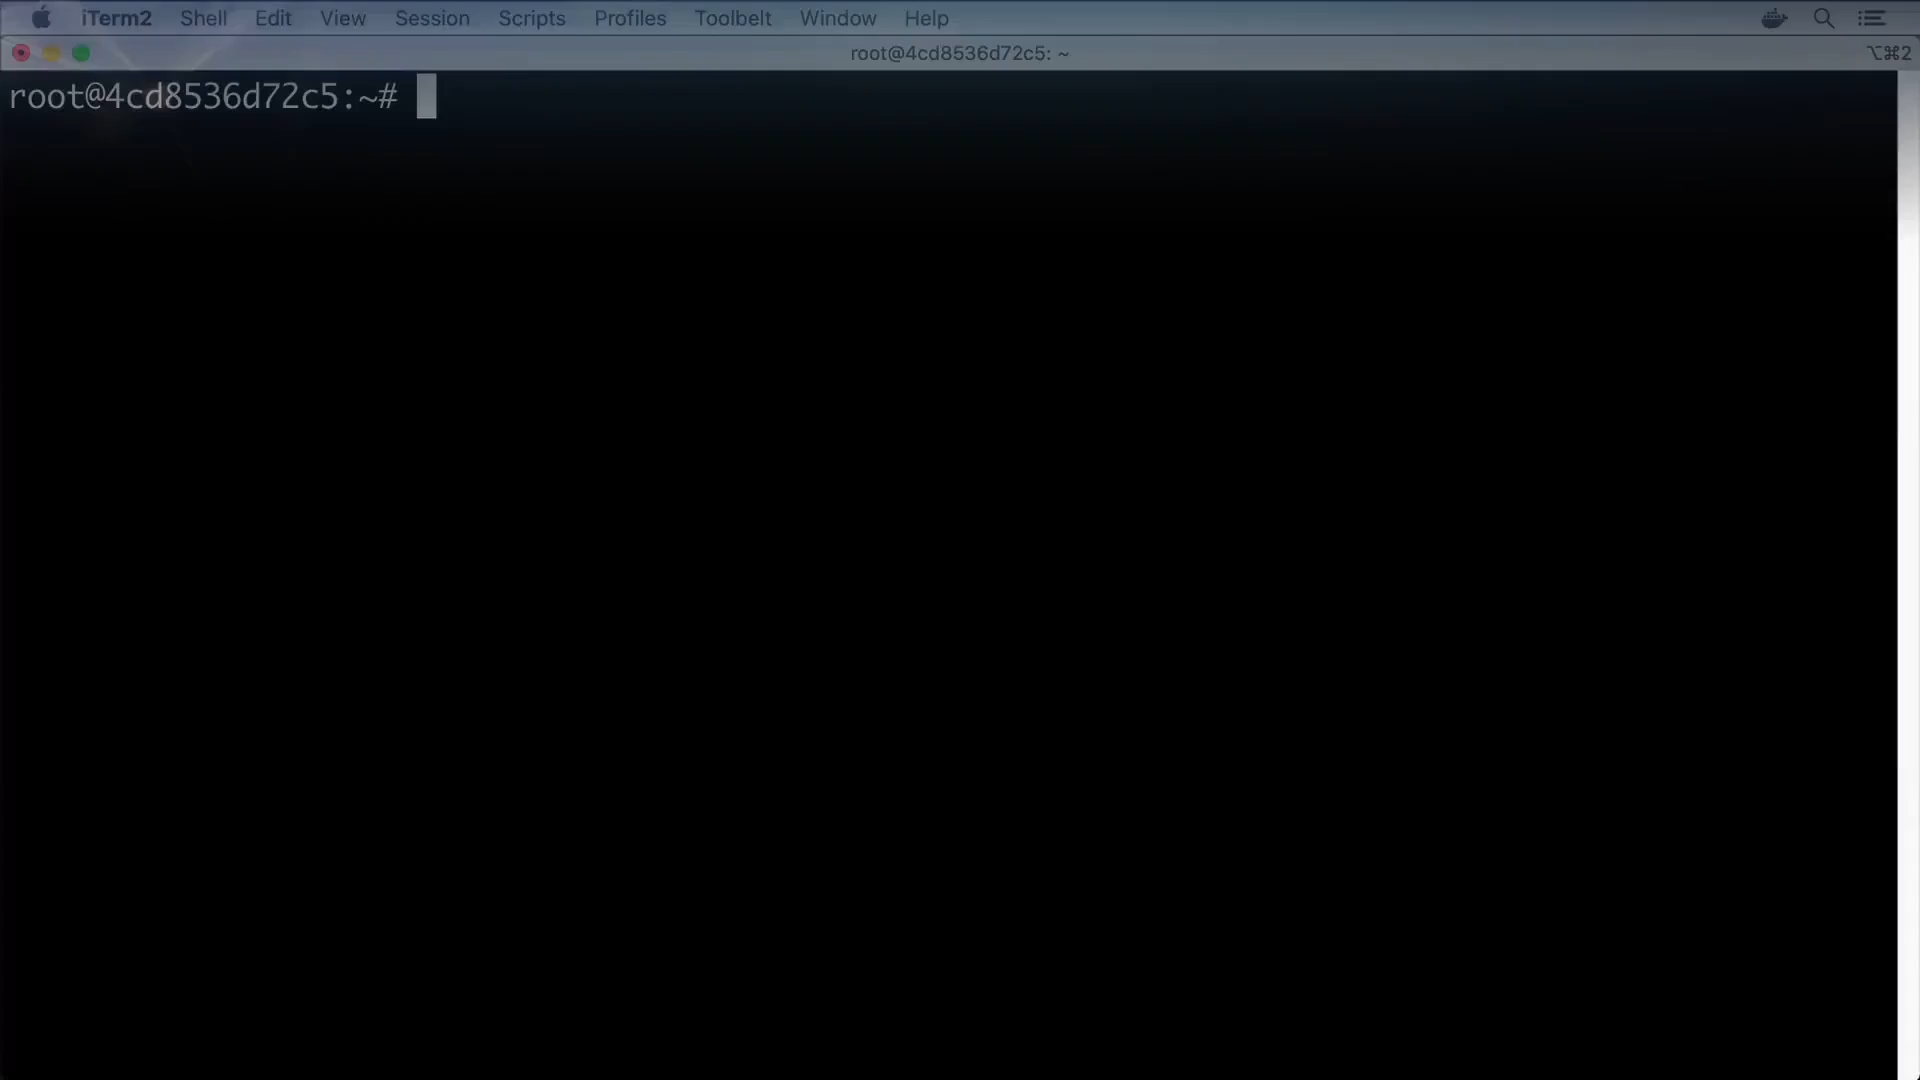 iTerm2 Shell Edit View Session Scripts Profiles Toolbelt Window Help
root@4cd8536d72c5: ~ ⌥⌘2
root@4cd8536d72c5:~#